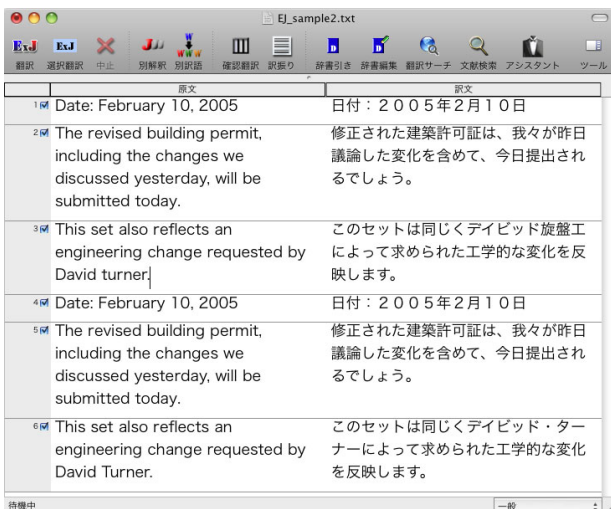 EJ_sample2.txt
ExJ ExJ JJJ W
翻訳 選択翻訳 中止 別解釈 別訳語 確認翻訳 訳振り 辞書引き 辞書編集 翻訳サーチ 文献検索 アシスタント ツール
原文 訳文
1 Date: February 10, 2005 日付：２００５年２月１０日
2 The revised building permit, 修正された建築許可証は、我々が昨日
including the changes we 議論した変化を含めて、今日提出され
discussed yesterday, will be るでしょう。
submitted today.
3 This set also reflects an このセットは同じくデイビッド旋盤工
engineering change requested by によって求められた工学的な変化を反
David turner. 映します。
4 Date: February 10, 2005 日付：２００５年２月１０日
5 The revised building permit, 修正された建築許可証は、我々が昨日
including the changes we 議論した変化を含めて、今日提出され
discussed yesterday, will be るでしょう。
submitted today.
6 This set also reflects an このセットは同じくデイビッド・ター
engineering change requested by ナーによって求められた工学的な変化
David Turner. を反映します。
待機中 一般